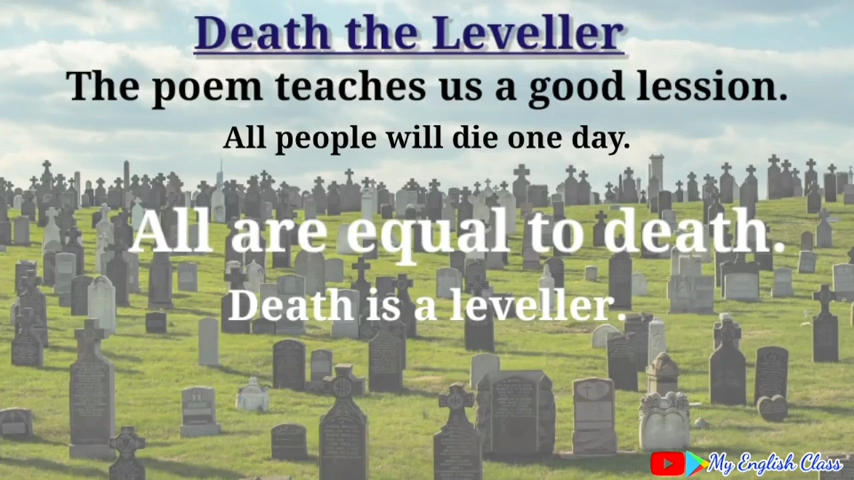 Death the Leveller
The poem teaches us a good lession.
All people will die one day.
All are equal to death.
Death is a leveller.
My English Class